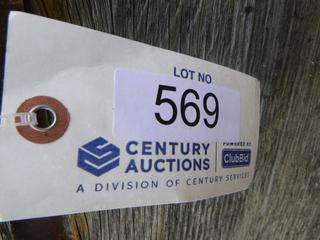 LOT NO
569
CENTURY
AUCTIONS
POWERED BY
ClubBid
A DIVISION OF CENTURY SERVICES